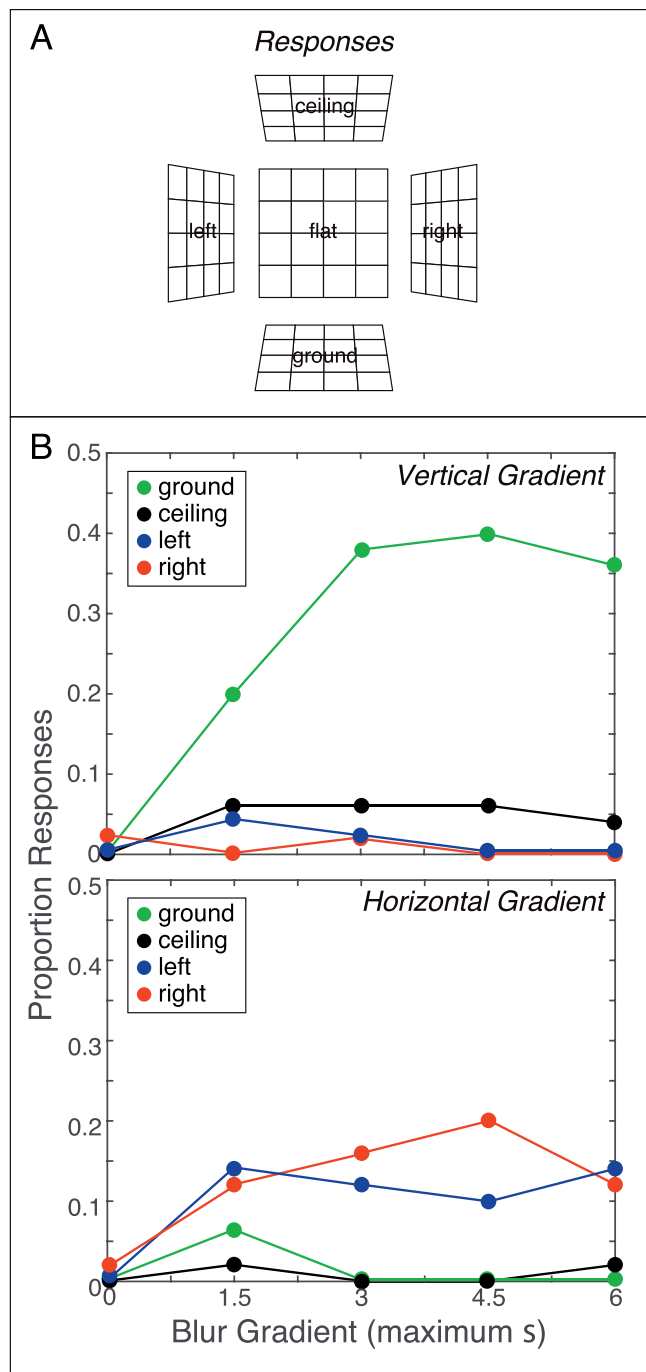 A
Responses
ceiling
left
flat
right
ground
B
Proportion Responses
Vertical Gradient
0.5
0.4
0.3
0.2
0.1
0
ground
ceiling
left
right
Horizontal Gradient
0.5
0.4
0.3
0.2
0.1
0
ground
ceiling
left
right
0 1.5 3 4.5 6
Blur Gradient (maximum s)